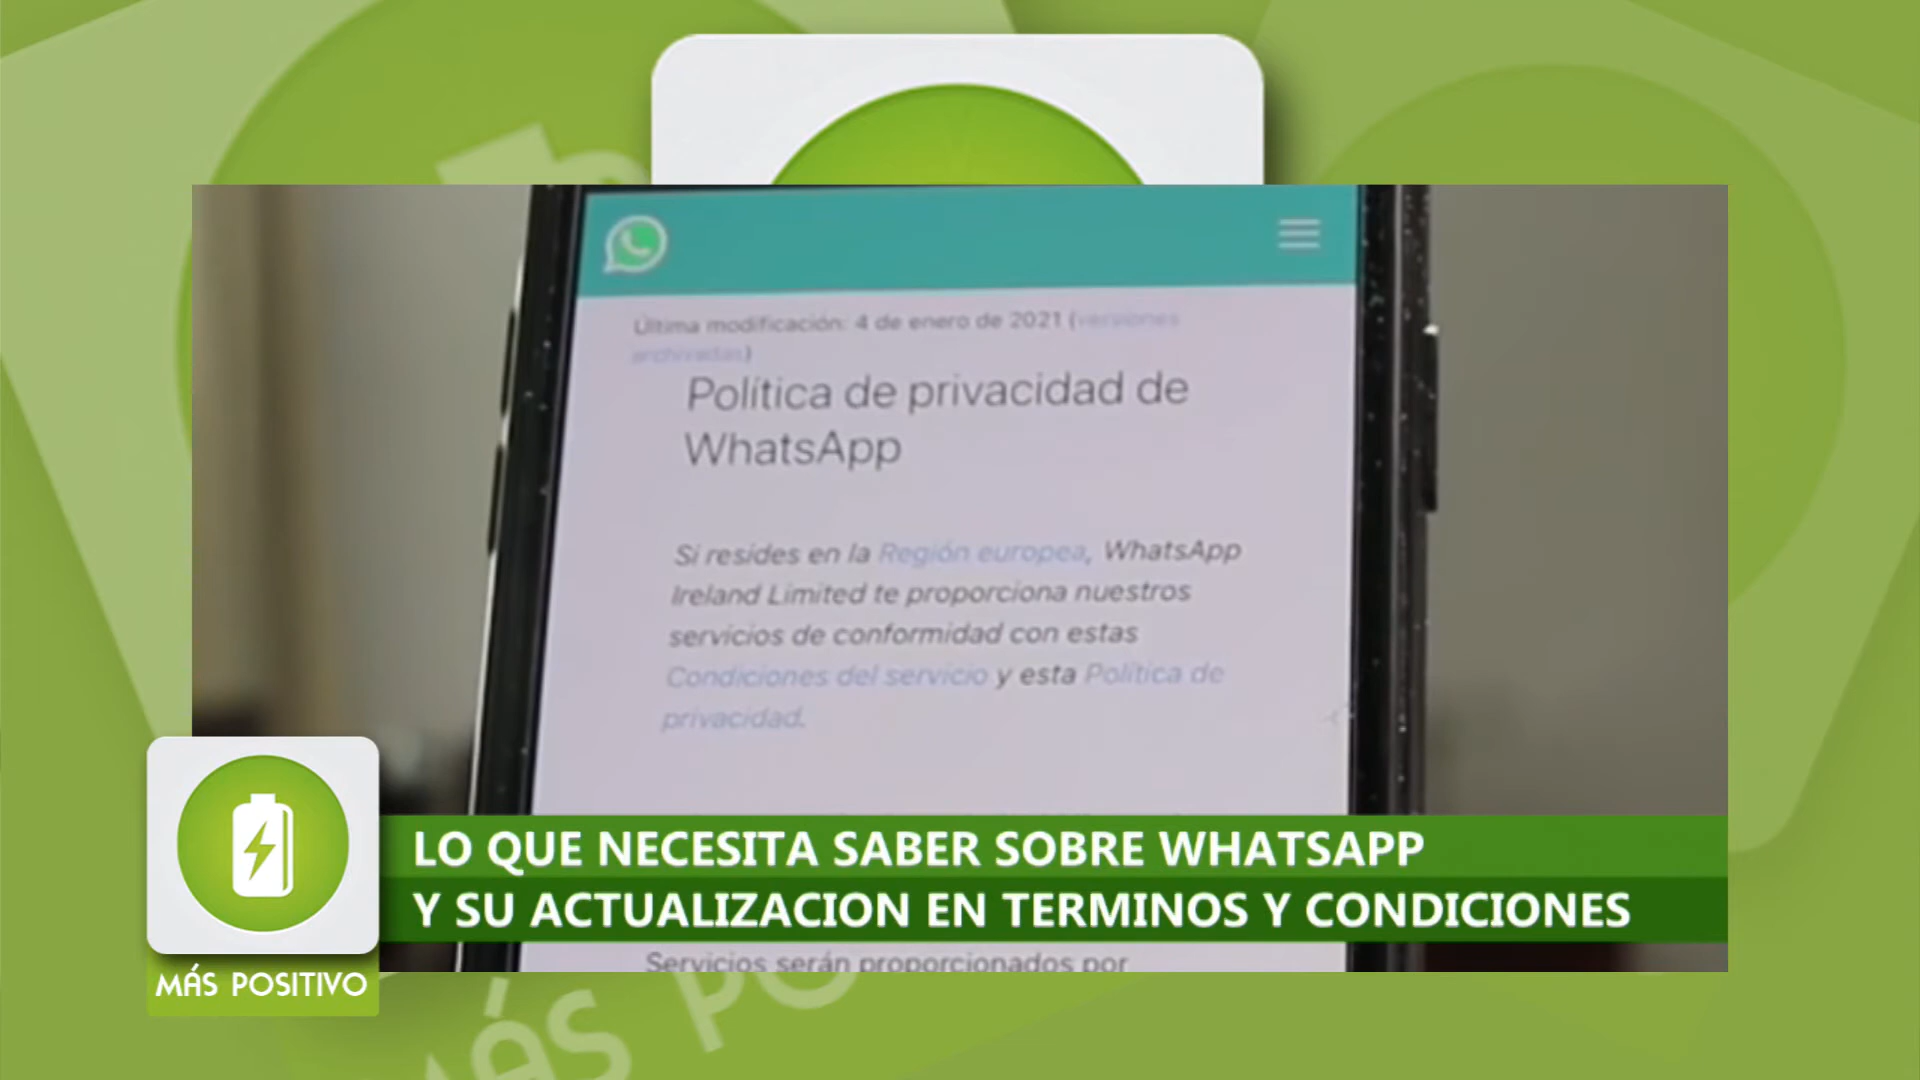 Última modificación: 4 de enero de 2021 (versiones
archivadas)
Política de privacidad de
WhatsApp
Si resides en la Región europea, WhatsApp
Ireland Limited te proporciona nuestros
servicios de conformidad con estas
Condiciones del servicio y esta Política de
privacidad.
LO QUE NECESITA SABER SOBRE WHATSAPP
Y SU ACTUALIZACION EN TERMINOS Y CONDICIONES
Servicios serán proporcionados por
MÁS POSITIVO
MÁS PO